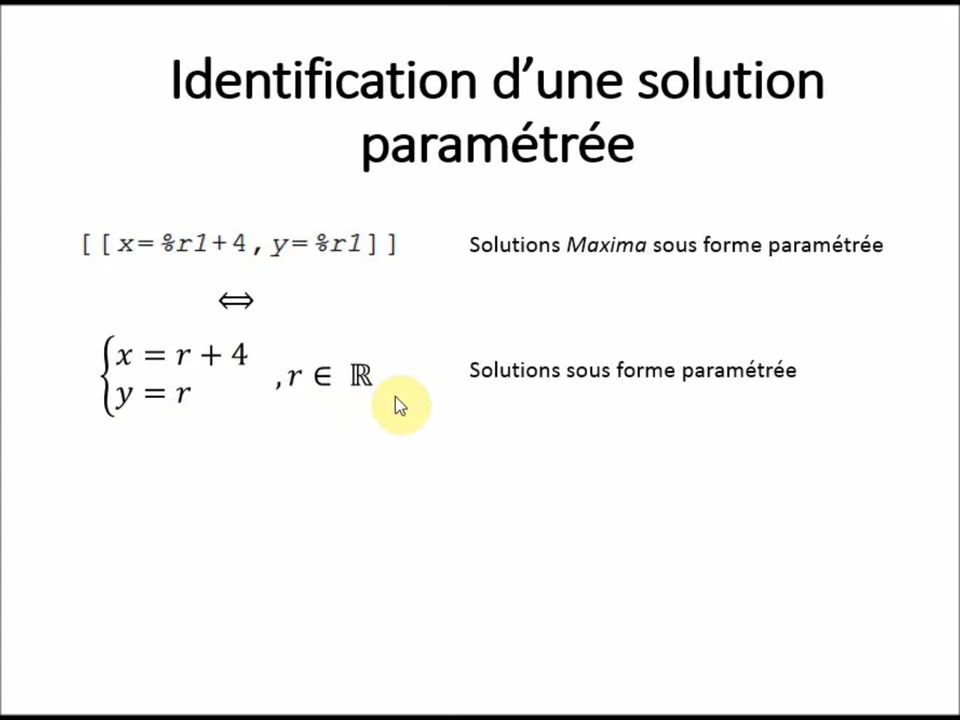 Identification d’une solution
paramétrée
[[x=%r1+4,y=%r1]]
Solutions Maxima sous forme paramétrée
⇔
{x = r + 4
y = r
, r ∈ ℝ
Solutions sous forme paramétrée